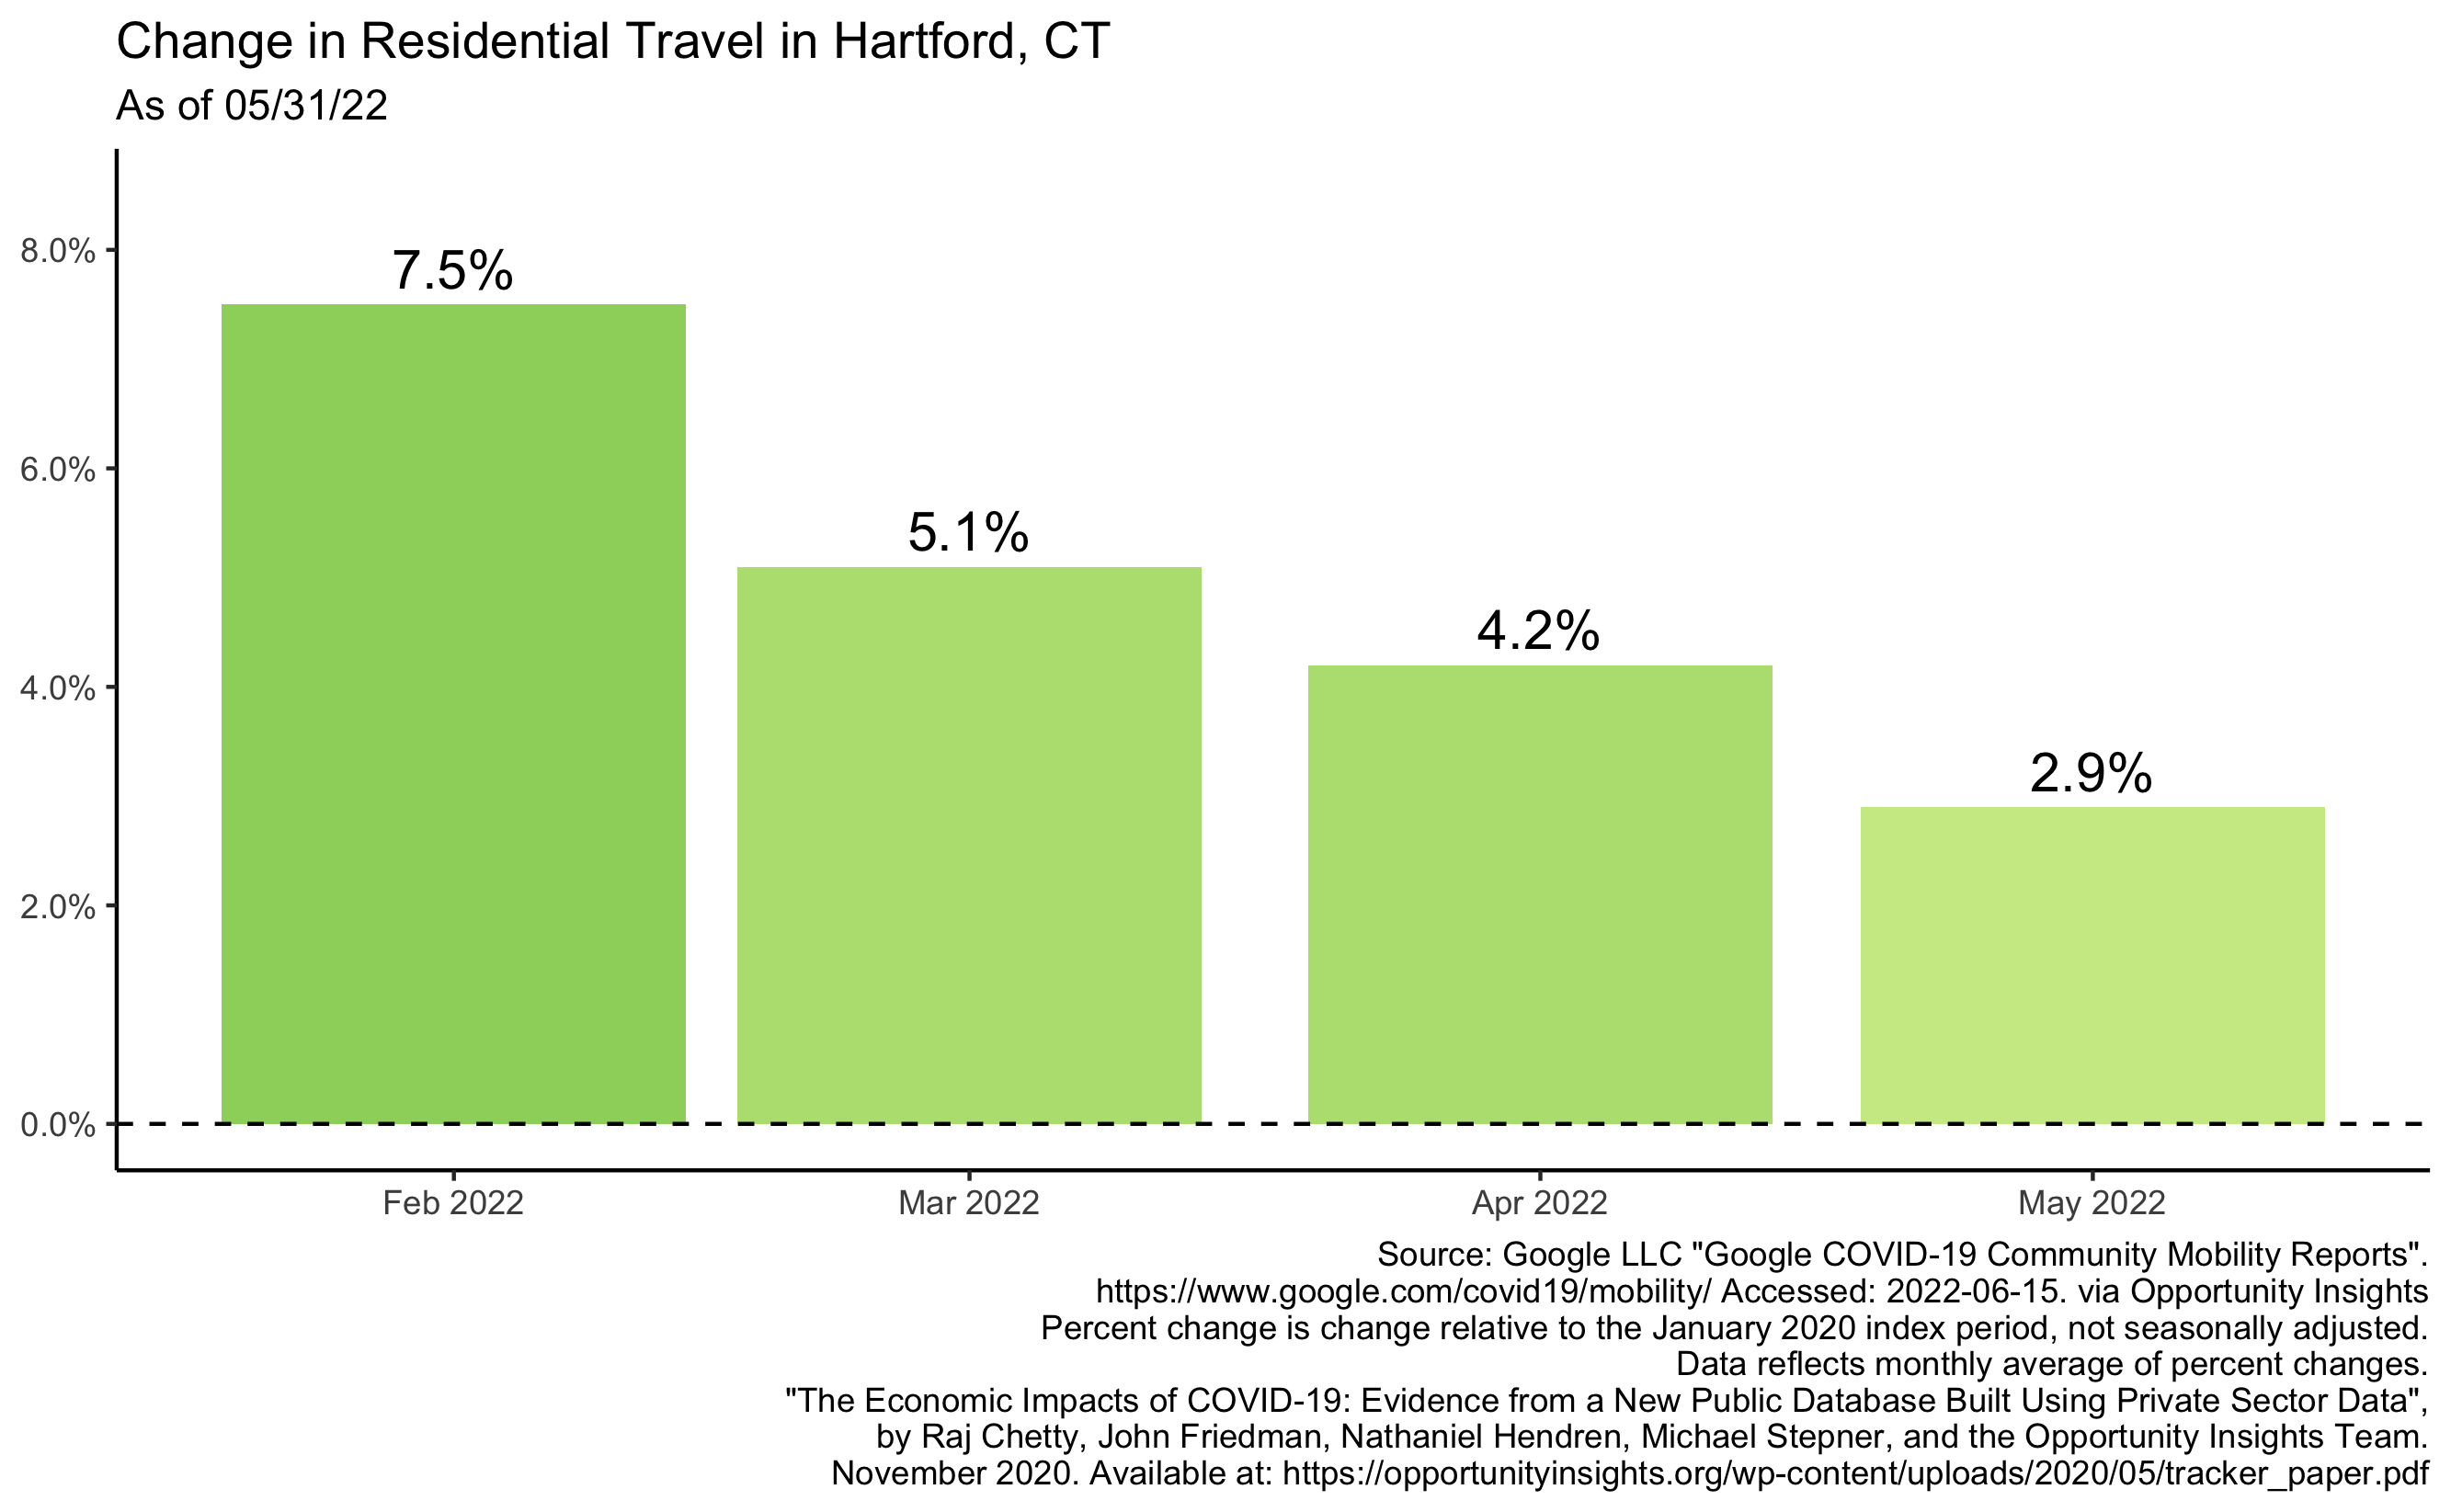 Change in Residential Travel in Hartford, CT
As of 05/31/22
8.0%
6.0%
4.0%
2.0%
0.0%
7.5%
5.1%
4.2%
2.9%
Feb 2022
Mar 2022
Apr 2022
May 2022
Source: Google LLC "Google COVID-19 Community Mobility Reports".
https://www.google.com/covid19/mobility/ Accessed: 2022-06-15. via Opportunity Insights
Percent change is change relative to the January 2020 index period, not seasonally adjusted.
Data reflects monthly average of percent changes.
"The Economic Impacts of COVID-19: Evidence from a New Public Database Built Using Private Sector Data",
by Raj Chetty, John Friedman, Nathaniel Hendren, Michael Stepner, and the Opportunity Insights Team.
November 2020. Available at: https://opportunityinsights.org/wp-content/uploads/2020/05/tracker_paper.pdf